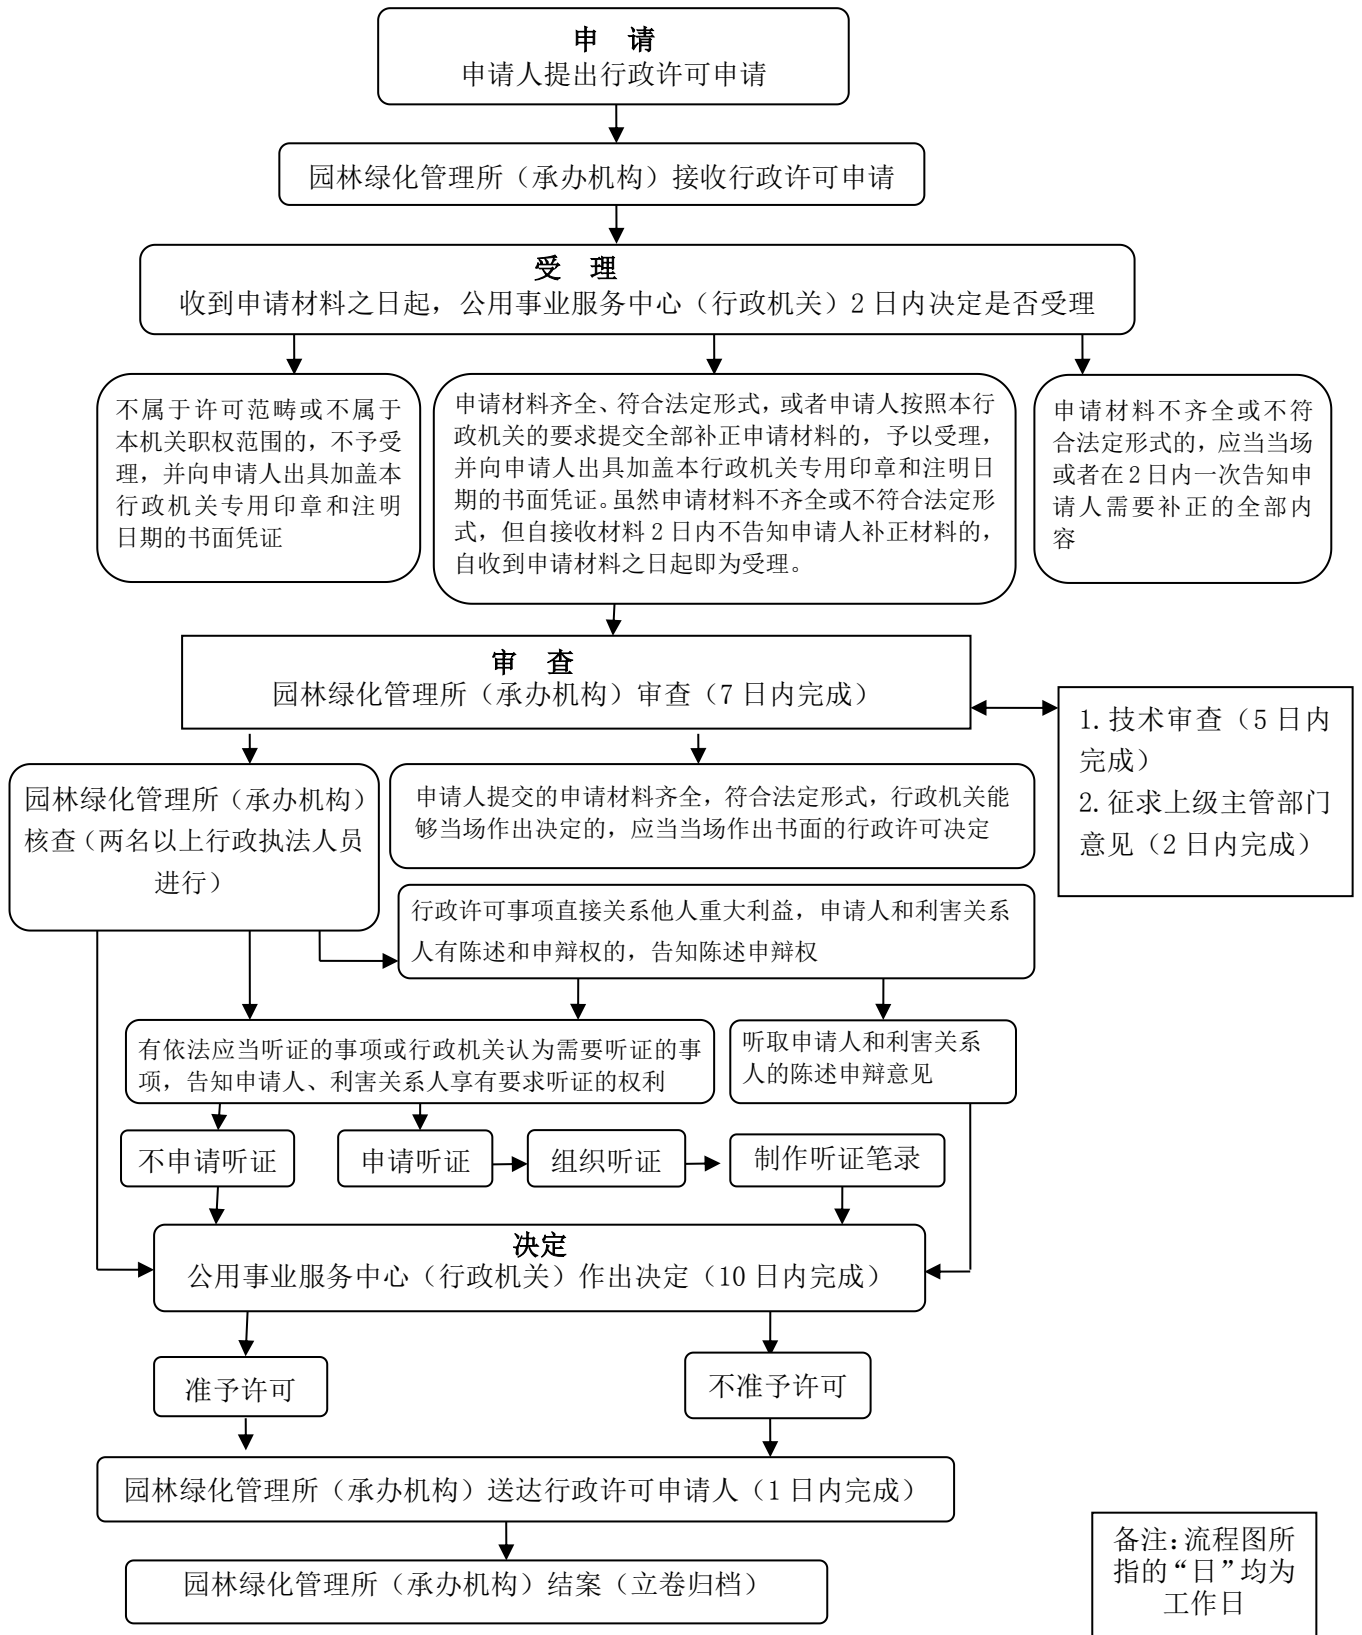 申 请
申请人提出行政许可申请
园林绿化管理所（承办机构）接收行政许可申请
受 理
收到申请材料之日起，公用事业服务中心（行政机关）2 日内决定是否受理
不属于许可范畴或不属于
本机关职权范围的，不予受
理，并向申请人出具加盖本
行政机关专用印章和注明
日期的书面凭证
申请材料齐全、符合法定形式，或者申请人按照本行
政机关的要求提交全部补正申请材料的，予以受理，
并向申请人出具加盖本行政机关专用印章和注明日
期的书面凭证。虽然申请材料不齐全或不符合法定形
式，但自接收材料 2 日内不告知申请人补正材料的，
自收到申请材料之日起即为受理。
申请材料不齐全或不符
合法定形式的，应当当场
或者在 2 日内一次告知申
请人需要补正的全部内
容
审 查
园林绿化管理所（承办机构）审查（7 日内完成）
1.技术审查（5 日内
完成）
2.征求上级主管部门
意见（2 日内完成）
园林绿化管理所（承办机构）
核查（两名以上行政执法人员
进行）
申请人提交的申请材料齐全，符合法定形式，行政机关能
够当场作出决定的，应当当场作出书面的行政许可决定
行政许可事项直接关系他人重大利益，申请人和利害关系
人有陈述和申辩权的，告知陈述申辩权
有依法应当听证的事项或行政机关认为需要听证的事
项，告知申请人、利害关系人享有要求听证的权利
听取申请人和利害关系
人的陈述申辩意见
不申请听证
申请听证
组织听证
制作听证笔录
决定
公用事业服务中心（行政机关）作出决定（10 日内完成）
准予许可
不准予许可
园林绿化管理所（承办机构）送达行政许可申请人（1 日内完成）
园林绿化管理所（承办机构）结案（立卷归档）
备注：流程图所
指的“日”均为
工作日